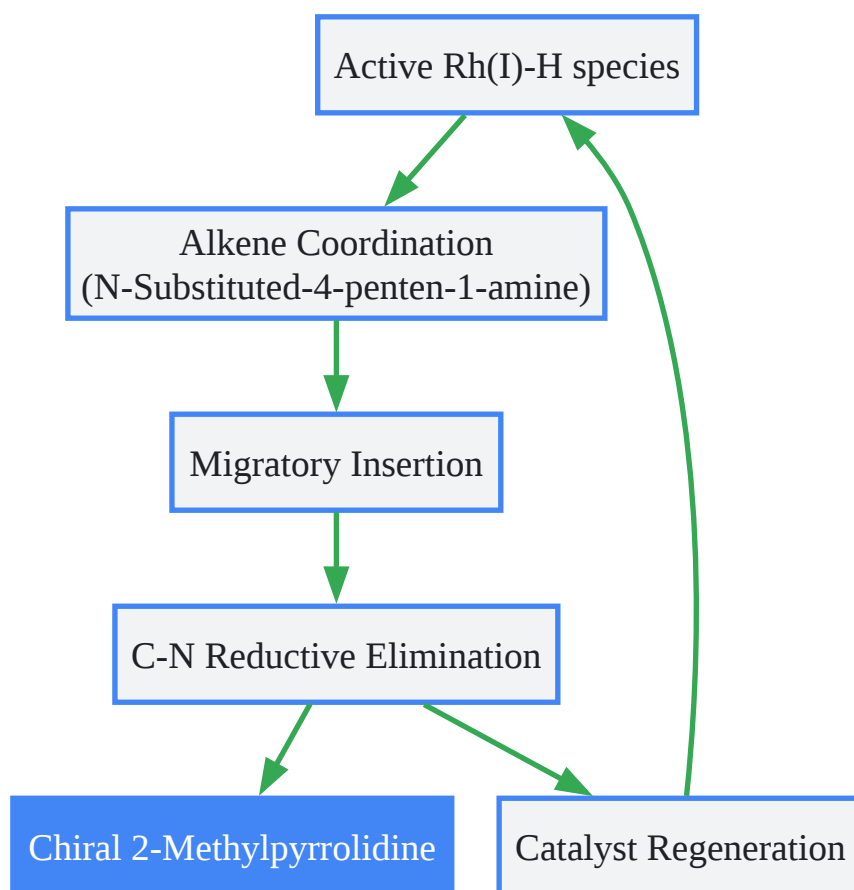 Active Rh(I)-H species
Alkene Coordination
(N-Substituted-4-penten-1-amine)
Migratory Insertion
C-N Reductive Elimination
Chiral 2-Methylpyrrolidine
Catalyst Regeneration